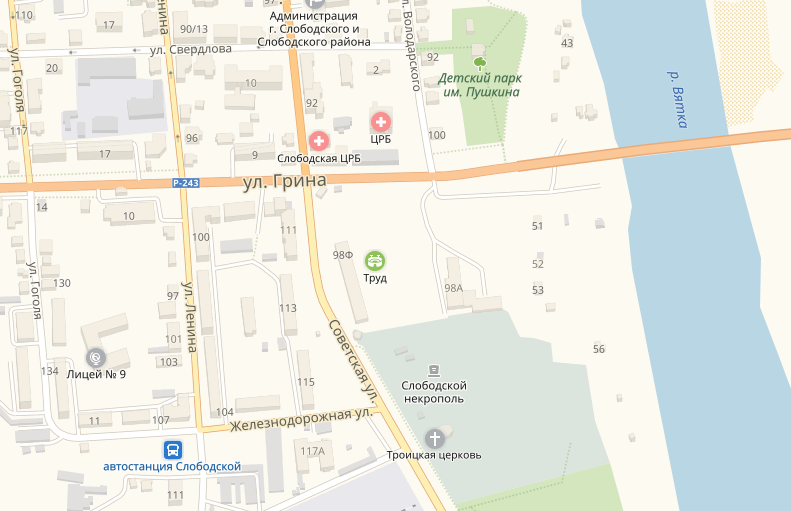 110
ул. Гоголя
20
117
17
14
ленина
90/13
ул. Свердлова
Администрация
г. Слободского и
Слободского района
10
92
2
ул. Володарского
92
43
Детский парк
им. Пушкина
р. Вятка
96
9
Слободская ЦРБ
ЦРБ
100
Р-243
ул. Грина
10
100
111
98Ф
Труд
51
52
53
98А
130
ул. Гоголя
97
ул. Ленина
113
101
103
Лицей № 9
134
115
Советская ул.
56
Слободской
некрополь
11
107
104
Железнодорожная ул.
117А
Троицкая церковь
автостанция Слободской
111